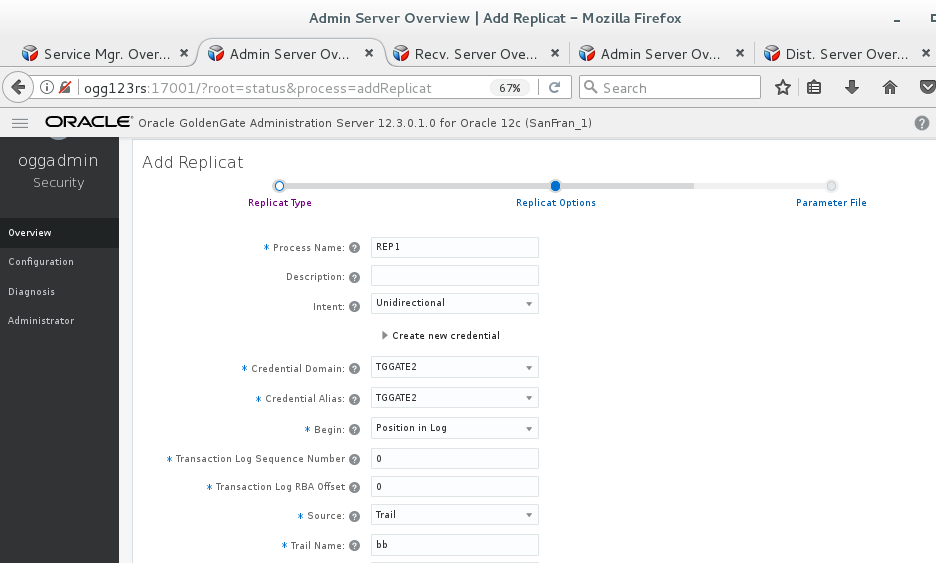 Admin Server Overview | Add Replicat – Mozilla Firefox
Service Mgr. Over... × Admin Server Ov... × Recv. Server Ove... × Admin Server Ov... × Dist. Server Over... ×
ogg123rs:17001/?root=status&process=addReplicat 67% Search
ORACLE® Oracle GoldenGate Administration Server 12.3.0.1.0 for Oracle 12c (SanFran_1) ?
oggadmin
Security
Overview
Configuration
Diagnosis
Administrator
Add Replicat
Replicat Type Replicat Options Parameter File
* Process Name: ? REP1
Description: ?
Intent: ? Unidirectional
Create new credential
* Credential Domain: ? TGGATE2
* Credential Alias: ? TGGATE2
* Begin: ? Position in Log
* Transaction Log Sequence Number ? 0
* Transaction Log RBA Offset ? 0
* Source: ? Trail
* Trail Name: ? bb